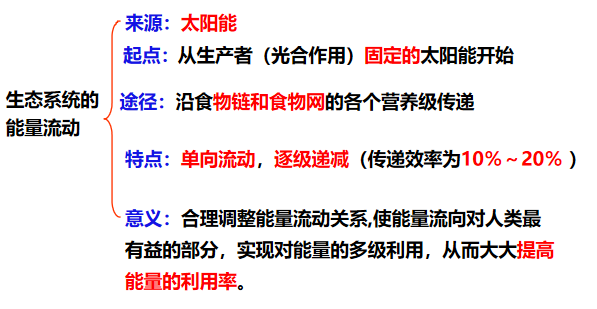 来源：太阳能
起点：从生产者（光合作用）固定的太阳能开始
生态系统的
能量流动
途径：沿食物链和食物网的各个营养级传递
特点：单向流动，逐级递减（传递效率为10%～20% ）
意义：合理调整能量流动关系,使能量流向对人类最
有益的部分，实现对能量的多级利用，从而大大提高
能量的利用率。